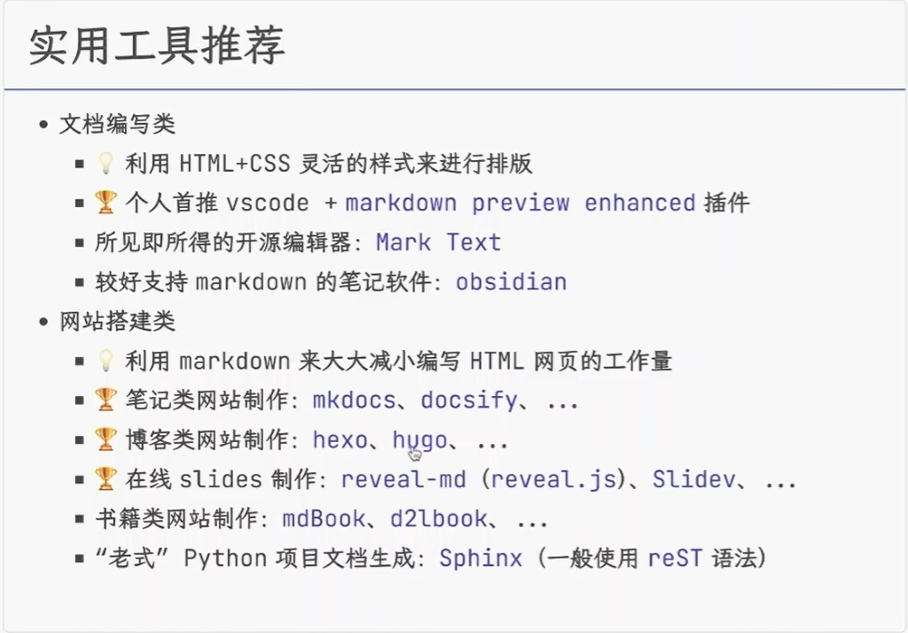 实用工具推荐
• 文档编写类
▪ 💡 利用 HTML+CSS 灵活的样式来进行排版
▪ 🏆 个人首推 vscode + markdown preview enhanced 插件
▪ 所见即所得的开源编辑器：Mark Text
▪ 较好支持 markdown 的笔记软件：obsidian
• 网站搭建类
▪ 💡 利用 markdown 来大大减小编写 HTML 网页的工作量
▪ 🏆 笔记类网站制作：mkdocs、docsify、...
▪ 🏆 博客类网站制作：hexo、hugo、...
▪ 🏆 在线 slides 制作：reveal-md（reveal.js）、Slidev、...
▪ 书籍类网站制作：mdBook、d2lbook、...
▪ “老式” Python 项目文档生成：Sphinx（一般使用 reST 语法）